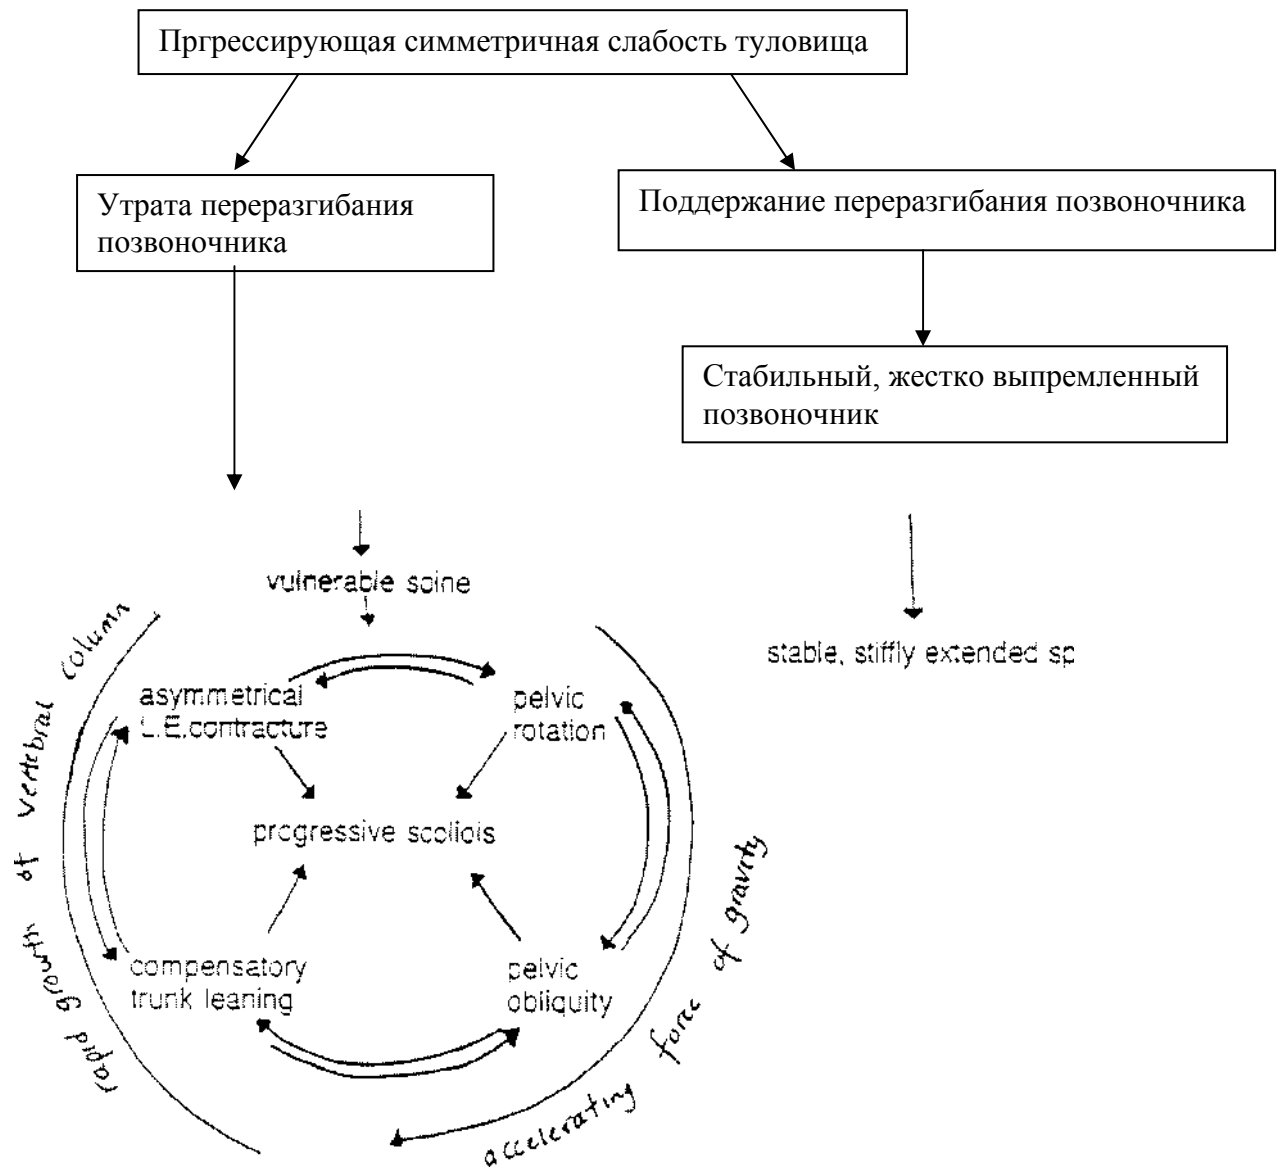 Пргрессирующая симметричная слабость туловища
Утрата переразгибания
позвоночника
Поддержание переразгибания позвоночника
Стабильный, жестко выпремленный
позвоночник
vulnerable spine
stable, stiffly extended sp
asymmetrical
L.E.contracture
pelvic
rotation
progressive scoliois
compensatory
trunk leaning
pelvic
obliquity
rapid growth of vertebral column
accelerating force of gravity